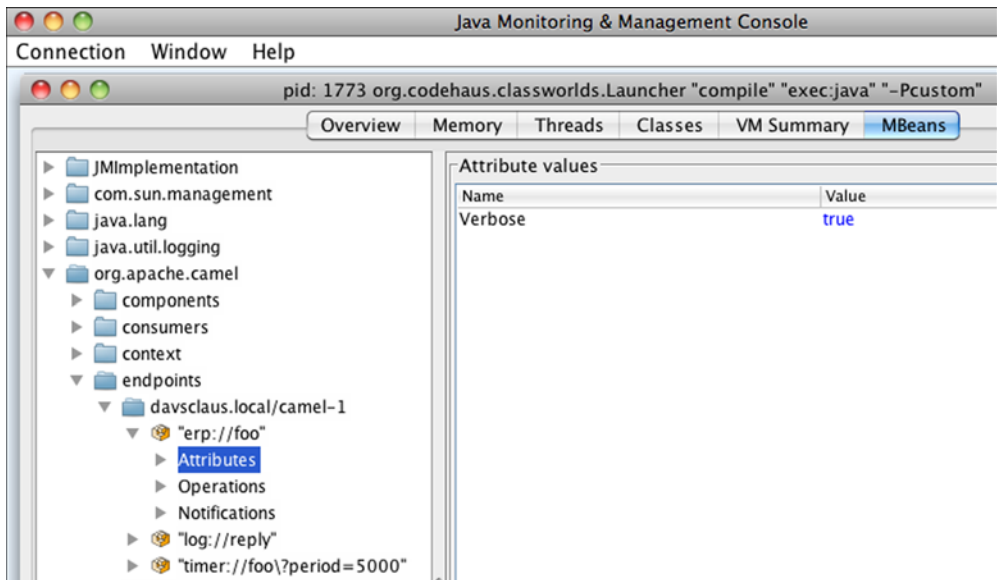 Java Monitoring & Management Console
Connection Window Help
pid: 1773 org.codehaus.classworlds.Launcher "compile" "exec:java" "-Pcustom"
Overview Memory Threads Classes VM Summary MBeans
JMImplementation
com.sun.management
java.lang
java.util.logging
org.apache.camel
components
consumers
context
endpoints
davsclaus.local/camel-1
"erp://foo"
Attributes
Operations
Notifications
"log://reply"
"timer://foo\?period=5000"
Attribute values
Name Value
Verbose true